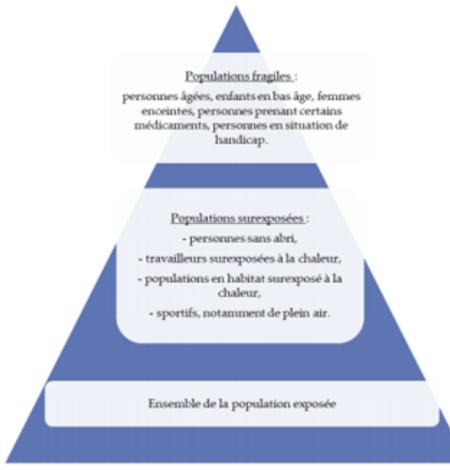 Populations fragiles :
personnes âgées, enfants en bas âge, femmes
enceintes, personnes prenant certains
médicaments, personnes en situation de
handicap.
Populations surexposées :
- personnes sans abri,
- travailleurs surexposées à la chaleur,
- populations en habitat surexposé à la
chaleur,
- sportifs, notamment de plein air.
Ensemble de la population exposée